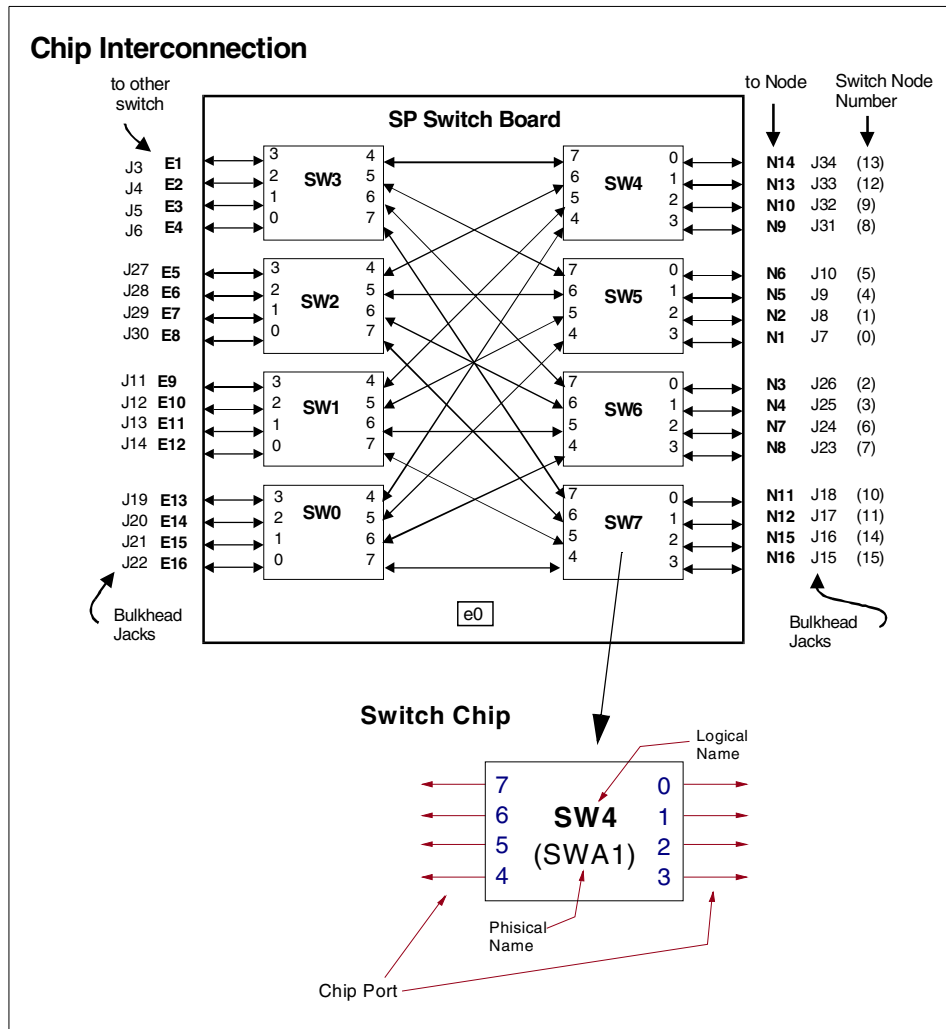 Chip Interconnection
to other
switch
to Node
Switch Node
Number
SP Switch Board
J3 E1 3 SW3 4 7 SW4 0 N14 J34 (13)
J4 E2 2 5 6 1 N13 J33 (12)
J5 E3 1 6 5 2 N10 J32 (9)
J6 E4 0 7 4 3 N9 J31 (8)
J27 E5 3 SW2 4 7 SW5 0 N6 J10 (5)
J28 E6 2 5 6 1 N5 J9 (4)
J29 E7 1 6 5 2 N2 J8 (1)
J30 E8 0 7 4 3 N1 J7 (0)
J11 E9 3 SW1 4 7 SW6 0 N3 J26 (2)
J12 E10 2 5 6 1 N4 J25 (3)
J13 E11 1 6 5 2 N7 J24 (6)
J14 E12 0 7 4 3 N8 J23 (7)
J19 E13 3 SW0 4 7 SW7 0 N11 J18 (10)
J20 E14 2 5 6 1 N12 J17 (11)
J21 E15 1 6 5 2 N15 J16 (14)
J22 E16 0 7 4 3 N16 J15 (15)
Bulkhead
Jacks
e0
Bulkhead
Jacks
Switch Chip
Logical
Name
7 0
6 SW4 1
5 (SWA1) 2
4 3
Phisical
Name
Chip Port